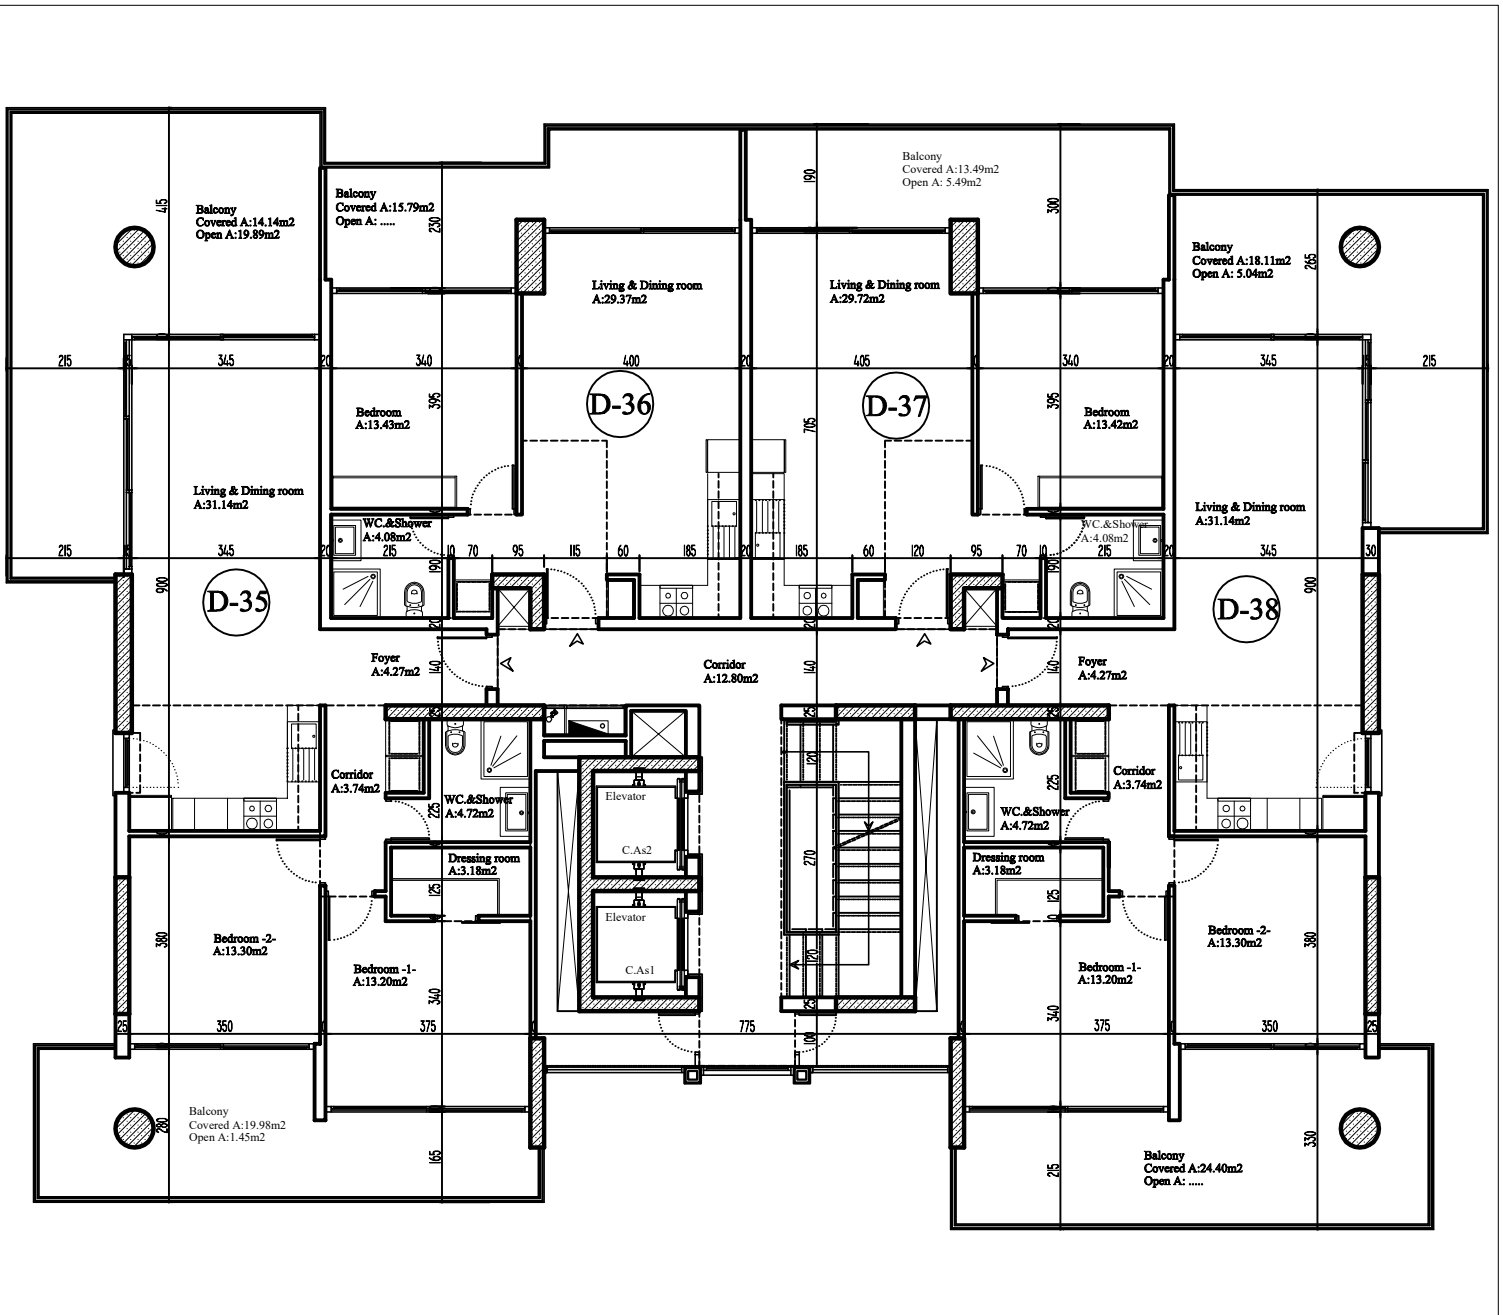 Balcony
Covered A:13.49m2
Open A: 5.49m2
190
300
Balcony
Covered A:15.79m2
Open A: .....
230
415
Balcony
Covered A:14.14m2
Open A:19.89m2
Balcony
Covered A:18.11m2
Open A: 5.04m2
265
Living & Dining room
A:29.37m2
Living & Dining room
A:29.72m2
215
345
20
340
400
20
405
340
20
345
215
395
395
D-36
D-37
Bedroom
A:13.43m2
Bedroom
A:13.42m2
705
Living & Dining room
A:31.14m2
Living & Dining room
A:31.14m2
WC.&Shower
A:4.08m2
WC.&Shower
A:4.08m2
215
345
20
215
10
70
95
115
60
185
20
185
60
120
95
70
10
215
20
345
30
190
190
900
900
D-35
D-38
20
20
20
Foyer
A:4.27m2
140
Corridor
A:12.80m2
140
140
Foyer
A:4.27m2
25
25
25
120
Corridor
A:3.74m2
WC.&Shower
A:4.72m2
225
Elevator
C.As2
225
Corridor
A:3.74m2
WC.&Shower
A:4.72m2
270
Dressing room
A:3.18m2
125
Dressing room
A:3.18m2
125
Elevator
C.As1
120
10
380
Bedroom -2-
A:13.30m2
Bedroom -1-
A:13.20m2
340
Bedroom -1-
A:13.20m2
340
Bedroom -2-
A:13.30m2
380
25
25
350
375
775
100
375
350
25
Balcony
Covered A:19.98m2
Open A:1.45m2
280
165
330
215
Balcony
Covered A:24.40m2
Open A: .....